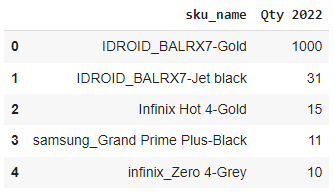 sku_name Qty 2022
0 IDROID_BALRX7-Gold 1000
1 IDROID_BALRX7-Jet black 31
2 Infinix Hot 4-Gold 15
3 samsung_Grand Prime Plus-Black 11
4 infinix_Zero 4-Grey 10